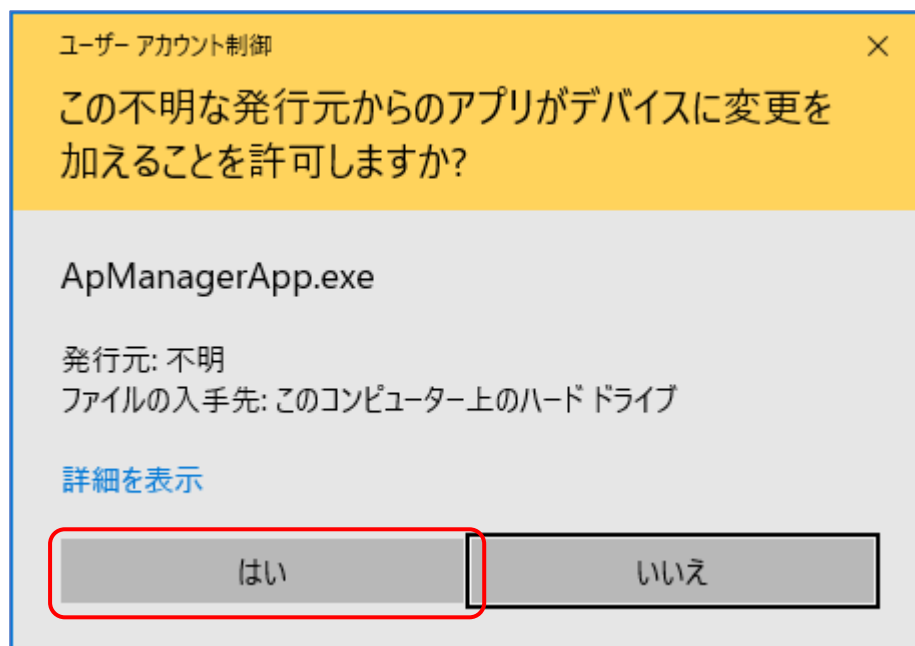 ユーザー アカウント制御
この不明な発行元からのアプリがデバイスに変更を
加えることを許可しますか?
ApManagerApp.exe
発行元: 不明
ファイルの入手先: このコンピューター上のハード ドライブ
詳細を表示
はい
いいえ